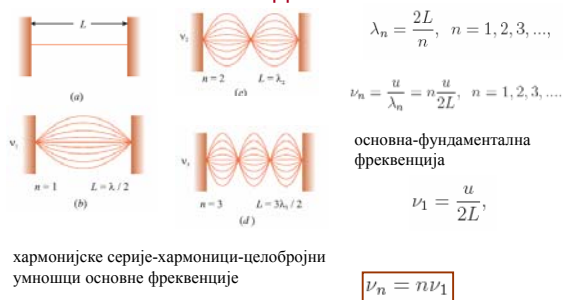 L
(a)
ν₁
n = 1 L = λ / 2
(b)
ν₂
n = 2 L = λ₂
(c)
n = 3 L = 3λ₃ / 2
(d)
λₙ = 2L/n, n = 1, 2, 3, ...,
νₙ = u/λₙ = n u/2L, n = 1, 2, 3, ....
основна-фундаментална
фреквенција
ν₁ = u/2L,
хармонијске серије-хармоници-целобројни
умношци основне фреквенције
νₙ = nν₁